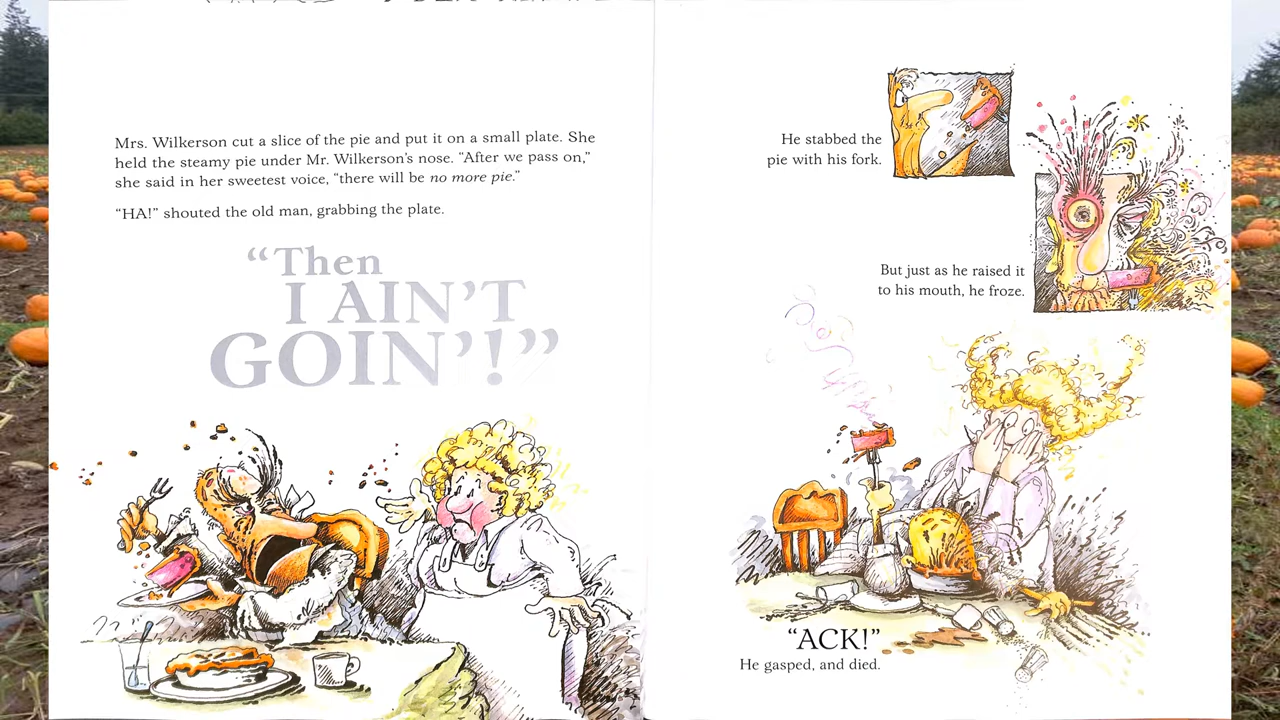 Mrs. Wilkerson cut a slice of the pie and put it on a small plate. She
held the steamy pie under Mr. Wilkerson's nose. "After we pass on,"
she said in her sweetest voice, "there will be no more pie."
"HA!" shouted the old man, grabbing the plate.
"Then
I AIN'T
GOIN'!"
He stabbed the
pie with his fork.
But just as he raised it
to his mouth, he froze.
"ACK!"
He gasped, and died.